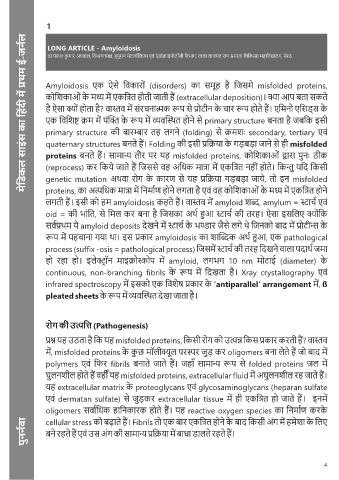 1
LONG ARTICLE - Amyloidosis
Amyloidosis एक ऐसे विकारों (disorders) का समूह है जिसमें misfolded proteins,
कोशिकाओं के मध्य में एकत्रित होती जाती हैं (extracellular deposition)। क्या आप बता सकते
है ऐसा क्यों होता है? वास्तव में संरचनात्मक रूप से प्रोटीन के चार रूप होते हैं। एमिनो एसिड्स के
एक विशिष्ट क्रम में पंक्ति के रूप में व्यवस्थित होने से primary structure बनता है जबकि इसी
primary structure की बारम्बार तह लगने (folding) से क्रमशः secondary, tertiary एवं
quaternary structures बनते हैं। Folding की इसी प्रक्रिया के गड़बड़ा जाने से ही misfolded
proteins बनते हैं। सामान्य तौर पर यह misfolded proteins, कोशिकाओं द्वारा पुनः ठीक
(reprocess) कर किये जाते हैं जिससे वह अधिक मात्रा में एकत्रित नहीं होते। किन्तु यदि किसी
genetic mutation अथवा रोग के कारण से यह प्रक्रिया गड़बड़ा जाये, तो इन misfolded
proteins, का अत्यधिक मात्रा में निर्माण होने लगता है एवं वह कोशिकाओं के मध्य में एकत्रित होने
लगती हैं। इसी को हम amyloidosis कहते हैं। वास्तव में amyloid शब्द, amylum = स्टार्च एवं
oid = की भांति, से मिल कर बना है जिसका अर्थ हुआ स्टार्च की तरह। ऐसा इसलिए क्योंकि
सर्वप्रथम ये amyloid deposits देखने में स्टार्च के भण्डार जैसे लगे थे जिनको बाद में प्रोटीन्स के
रूप में पहचाना गया था। इस प्रकार amyloidosis का शाब्दिक अर्थ हुआ, एक pathological
process (suffix -osis = pathological process) जिसमें स्टार्च की तरह दिखने वाला पदार्थ जमा
हो रहा हो। इलेक्ट्रॉन माइक्रोस्कोप में amyloid, लगभग 10 nm मोटाई (diameter) के
continuous, non-branching fibrils के रूप में दिखता है। Xray crystallography एवं
infrared spectroscopy में इसको एक विशेष प्रकार के 'antiparallel' arrangement में, ß
pleated sheets के रूप में व्यवस्थित देखा जाता है।
रोग की उत्पत्ति (Pathogenesis)
प्रश्न यह उठता है कि यह misfolded proteins, किसी रोग को उत्पन्न किस प्रकार करती हैं? वास्तव
में, misfolded proteins के कुछ मॉलीक्यूल परस्पर जुड़ कर oligomers बना लेते हैं जो बाद में
polymers एवं फिर fibrils बनाते जाते हैं। जहाँ सामान्य रूप से folded proteins जल में
घुलनशील होते हैं वहीं यह misfolded proteins, extracellular fluid में अघुलनशील रह जाते हैं।
यह extracellular matrix के proteoglycans एवं glycosaminoglycans (heparan sulfate
एवं dermatan sulfate) से जुड़कर extracellular tissue में ही एकत्रित हो जाते हैं। इनमें
oligomers सर्वाधिक हानिकारक होते हैं। यह reactive oxygen species का निर्माण करके
cellular stress को बढ़ाते हैं। Fibrils तो एक बार एकत्रित होने के बाद किसी अंग में हमेशा के लिए
बने रहते हैं एवं उस अंग की सामान्य प्रक्रिया में बाधा डालते रहते हैं।
मेडिकल साइंस का हिंदी में प्रथम ई-जर्नल
पुनर्नवा
4